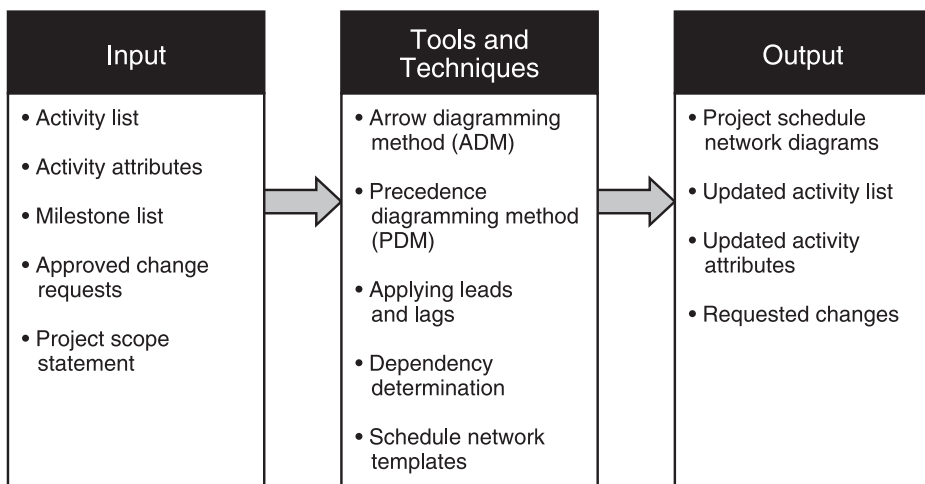 Input
• Activity list
• Activity attributes
• Milestone list
• Approved change
requests
• Project scope
statement
Tools and
Techniques
• Arrow diagramming
method (ADM)
• Precedence
diagramming method
(PDM)
• Applying leads
and lags
• Dependency
determination
• Schedule network
templates
Output
• Project schedule
network diagrams
• Updated activity list
• Updated activity
attributes
• Requested changes